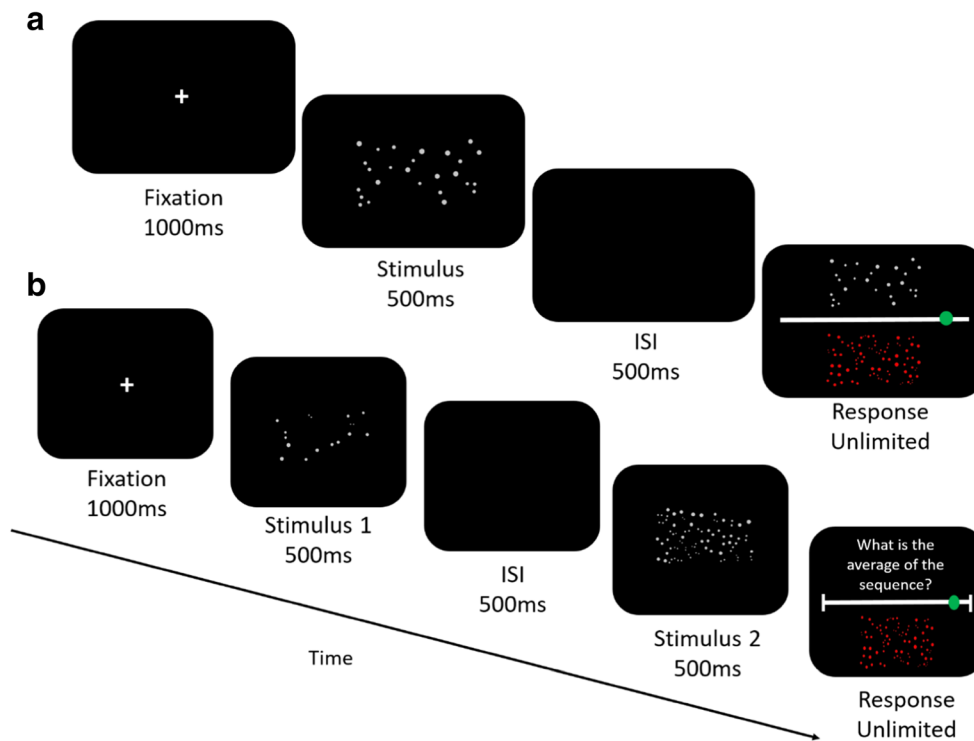 a
Fixation
1000ms
Stimulus
500ms
ISI
500ms
Response
Unlimited
b
Fixation
1000ms
Stimulus 1
500ms
ISI
500ms
Stimulus 2
500ms
What is the
average of the
sequence?
Response
Unlimited
Time